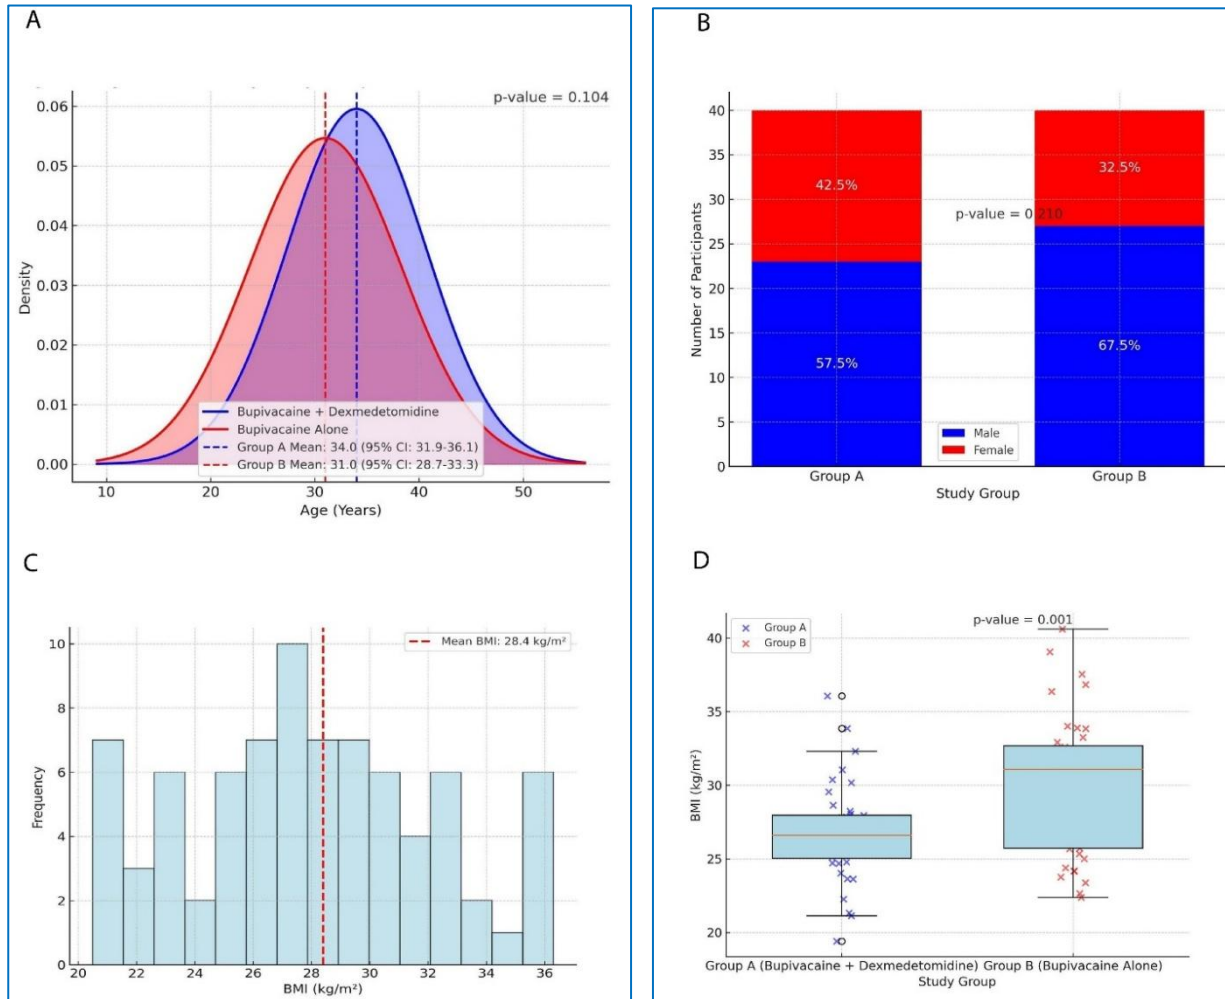 A
p-value = 0.104
0.06
0.05
0.04
0.03
0.02
0.01
0.00
Density
Bupivacaine + Dexmedetomidine
Bupivacaine Alone
Group A Mean: 34.0 (95% CI: 31.9-36.1)
Group B Mean: 31.0 (95% CI: 28.7-33.3)
10 20 30 40 50
Age (Years)
B
40
35
30
25
20
15
10
5
0
Number of Participants
42.5%
32.5%
p-value = 0.210
57.5%
67.5%
Male
Female
Group A Group B
Study Group
C
10
8
6
4
2
0
Frequency
Mean BMI: 28.4 kg/m²
20 22 24 26 28 30 32 34 36
BMI (kg/m²)
D
p-value = 0.001
Group A
Group B
40
35
30
25
20
BMI (kg/m²)
Group A (Bupivacaine + Dexmedetomidine) Group B (Bupivacaine Alone)
Study Group